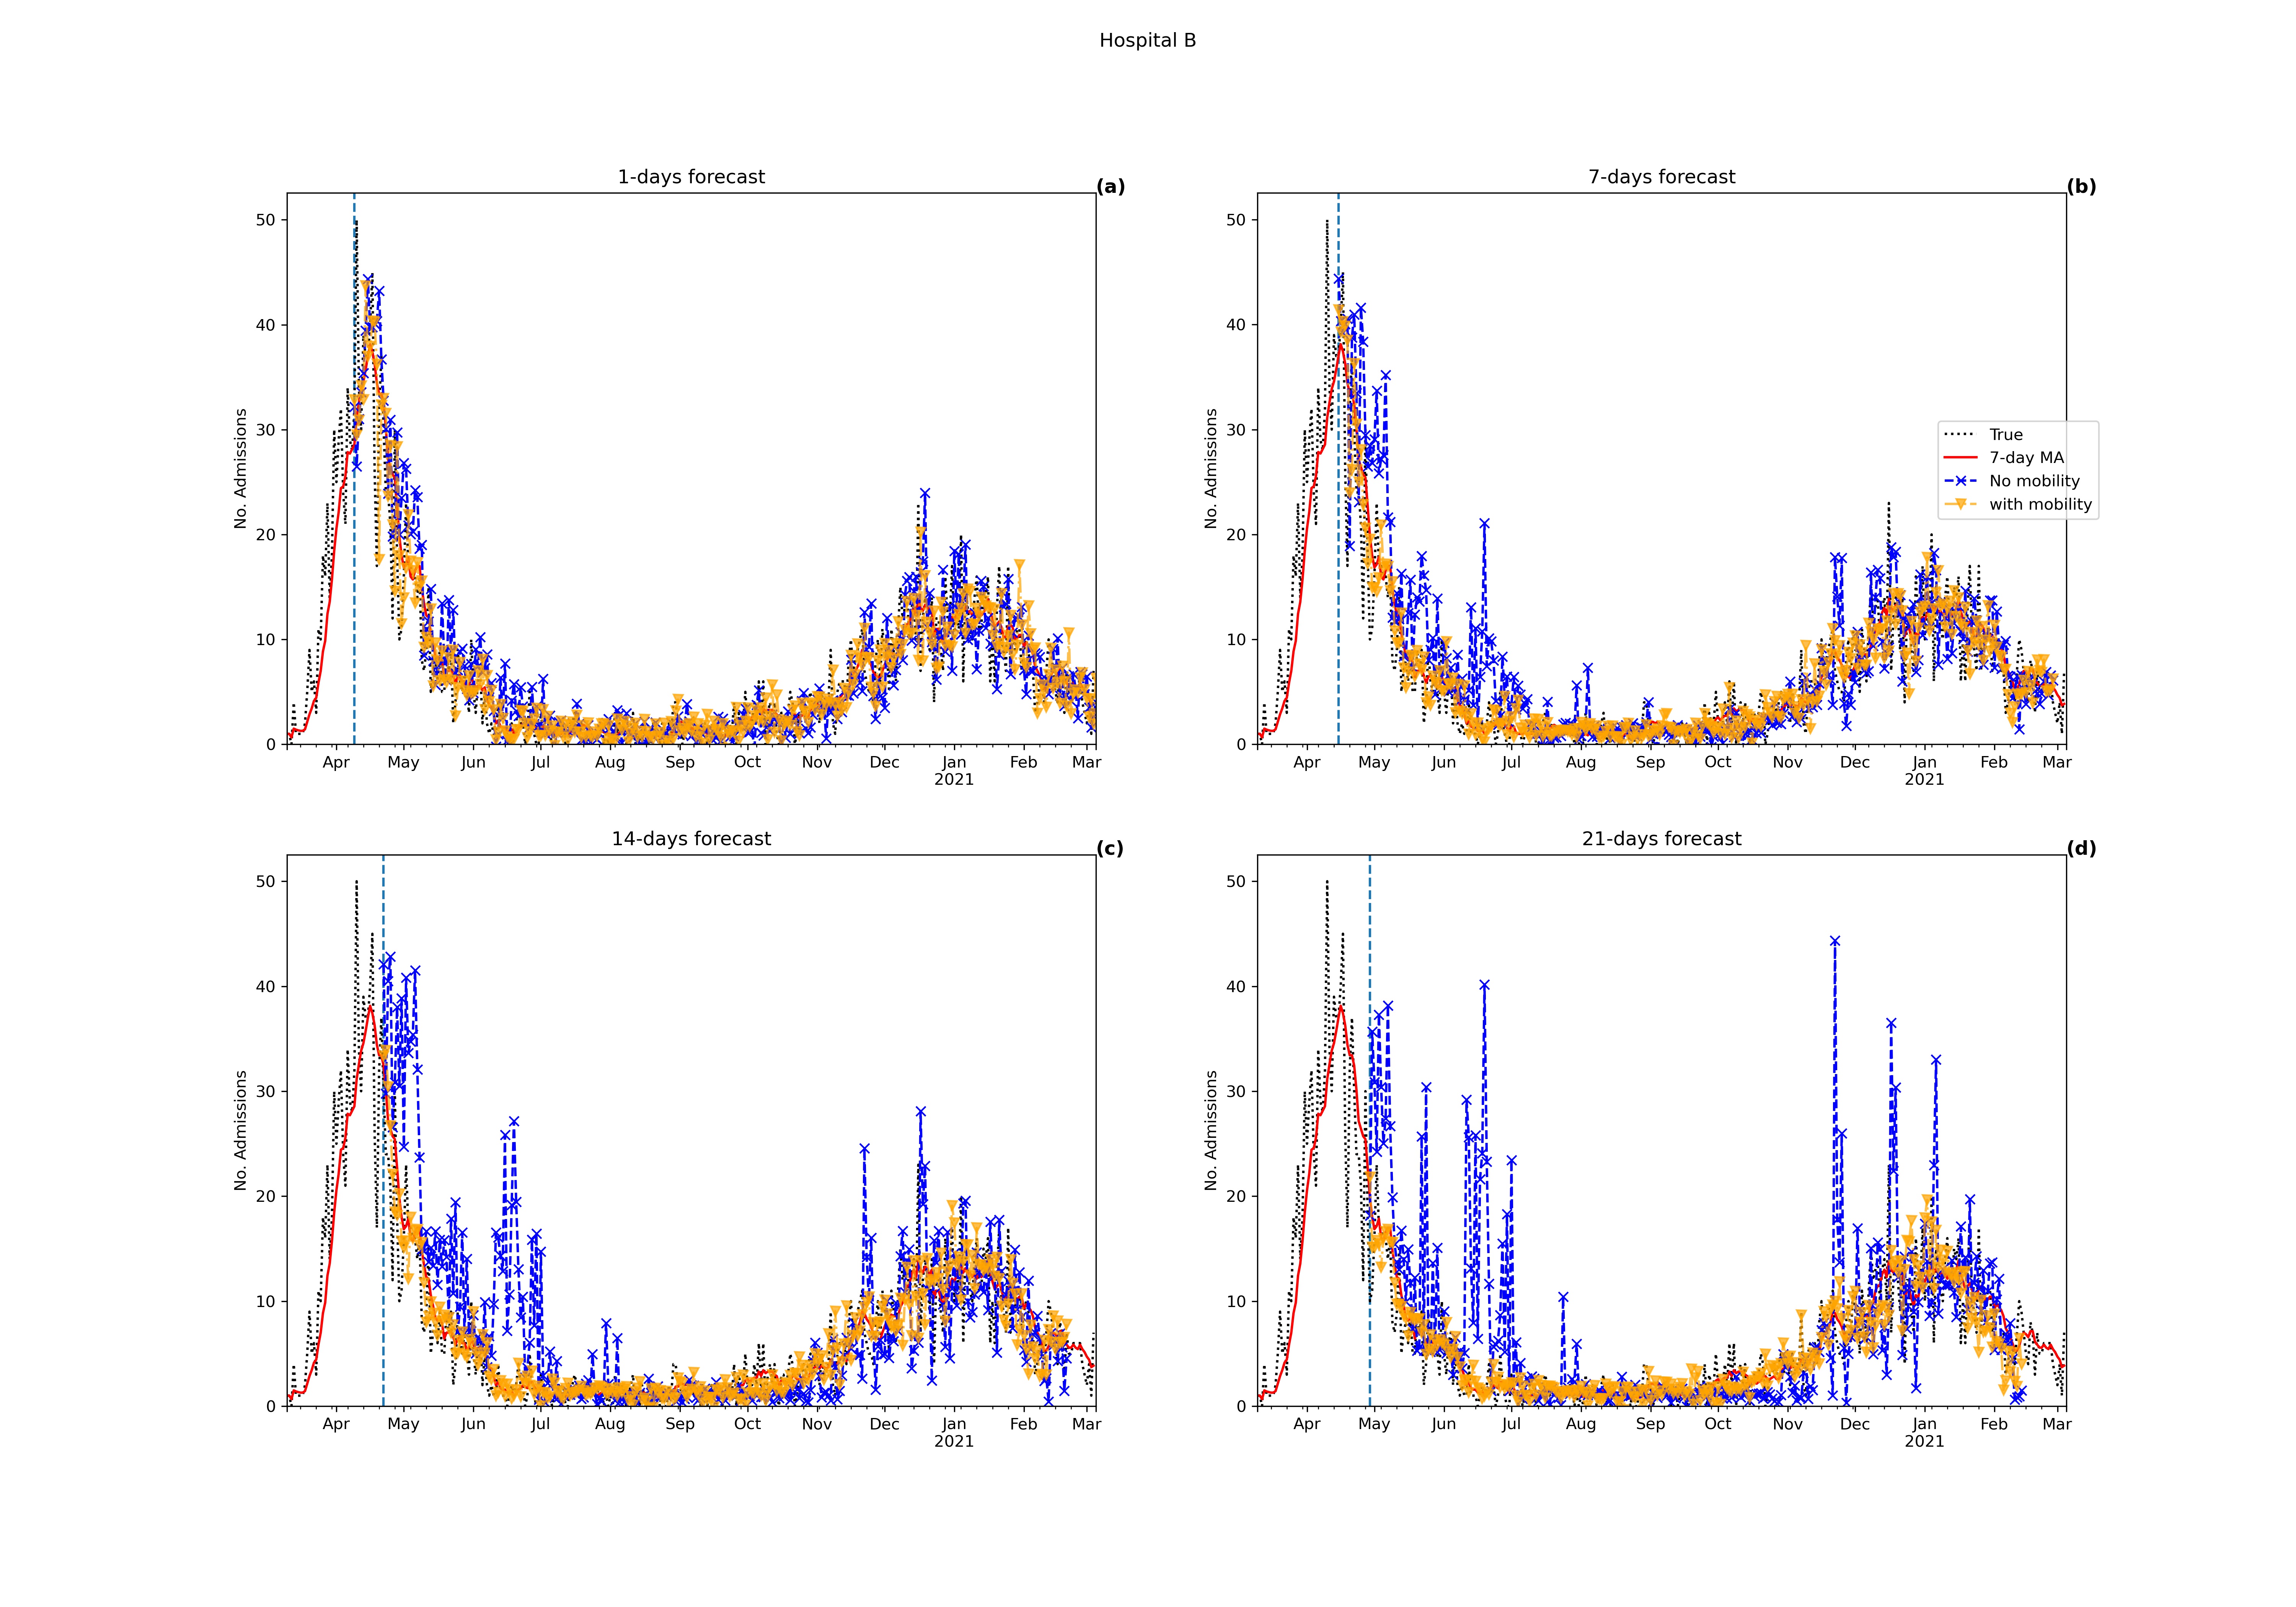 Hospital B
1-days forecast
(a)
No. Admissions
50
40
30
20
10
0
Apr May Jun Jul Aug Sep Oct Nov Dec Jan Feb Mar
2021
7-days forecast
(b)
No. Admissions
50
40
30
20
10
0
True
7-day MA
No mobility
with mobility
Apr May Jun Jul Aug Sep Oct Nov Dec Jan Feb Mar
2021
14-days forecast
(c)
No. Admissions
50
40
30
20
10
0
Apr May Jun Jul Aug Sep Oct Nov Dec Jan Feb Mar
2021
21-days forecast
(d)
No. Admissions
50
40
30
20
10
0
Apr May Jun Jul Aug Sep Oct Nov Dec Jan Feb Mar
2021